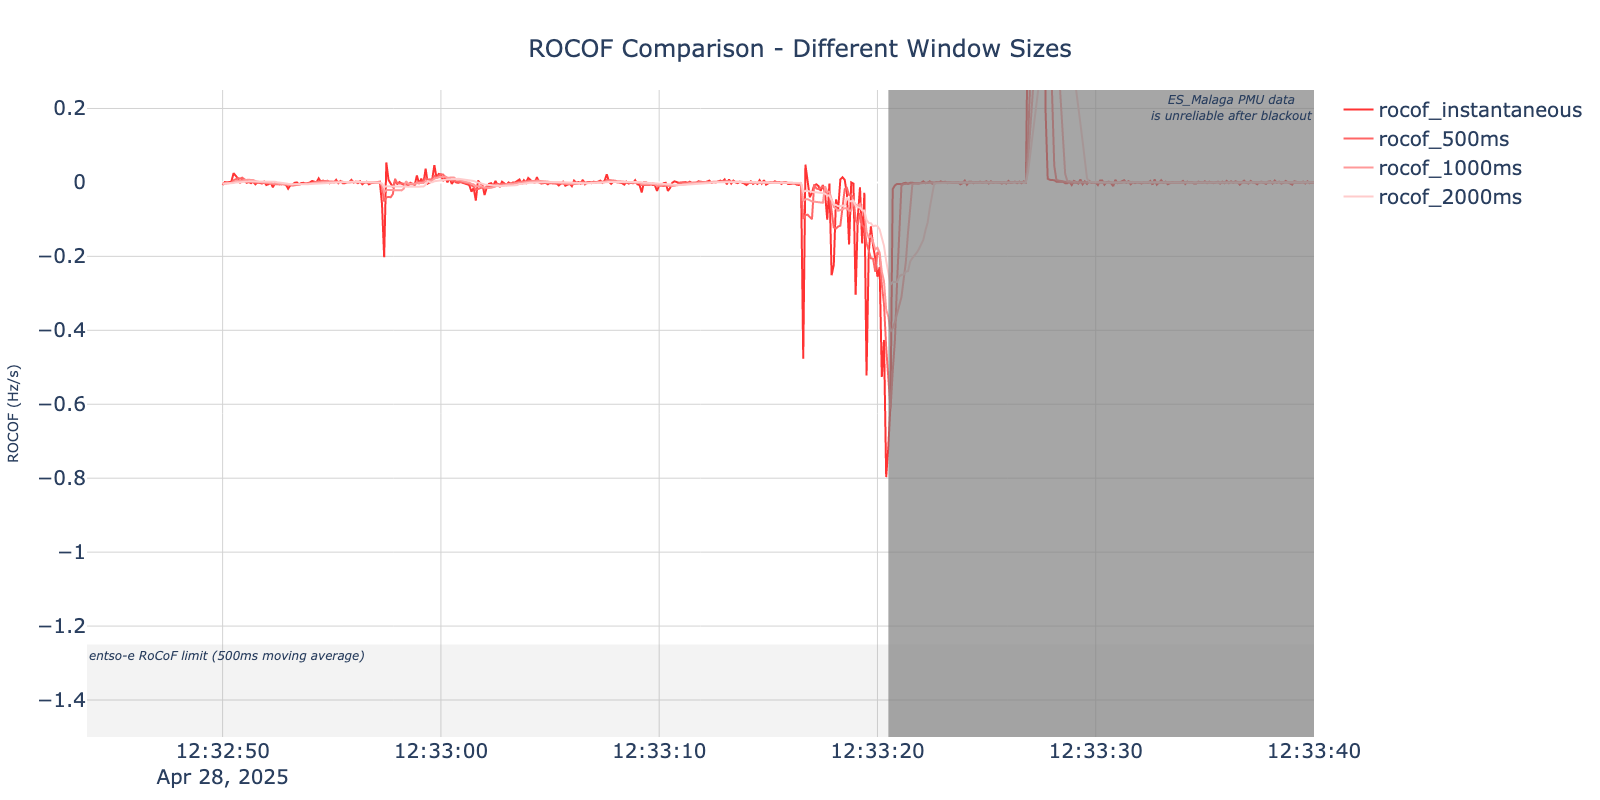 ROCOF Comparison - Different Window Sizes
ES_Malaga PMU data
is unreliable after blackout
rocof_instantaneous
rocof_500ms
rocof_1000ms
rocof_2000ms
ROCOF (Hz/s)
0.2
0
−0.2
−0.4
−0.6
−0.8
−1
−1.2
−1.4
entso-e RoCoF limit (500ms moving average)
12:32:50
12:33:00
12:33:10
12:33:20
12:33:30
12:33:40
Apr 28, 2025